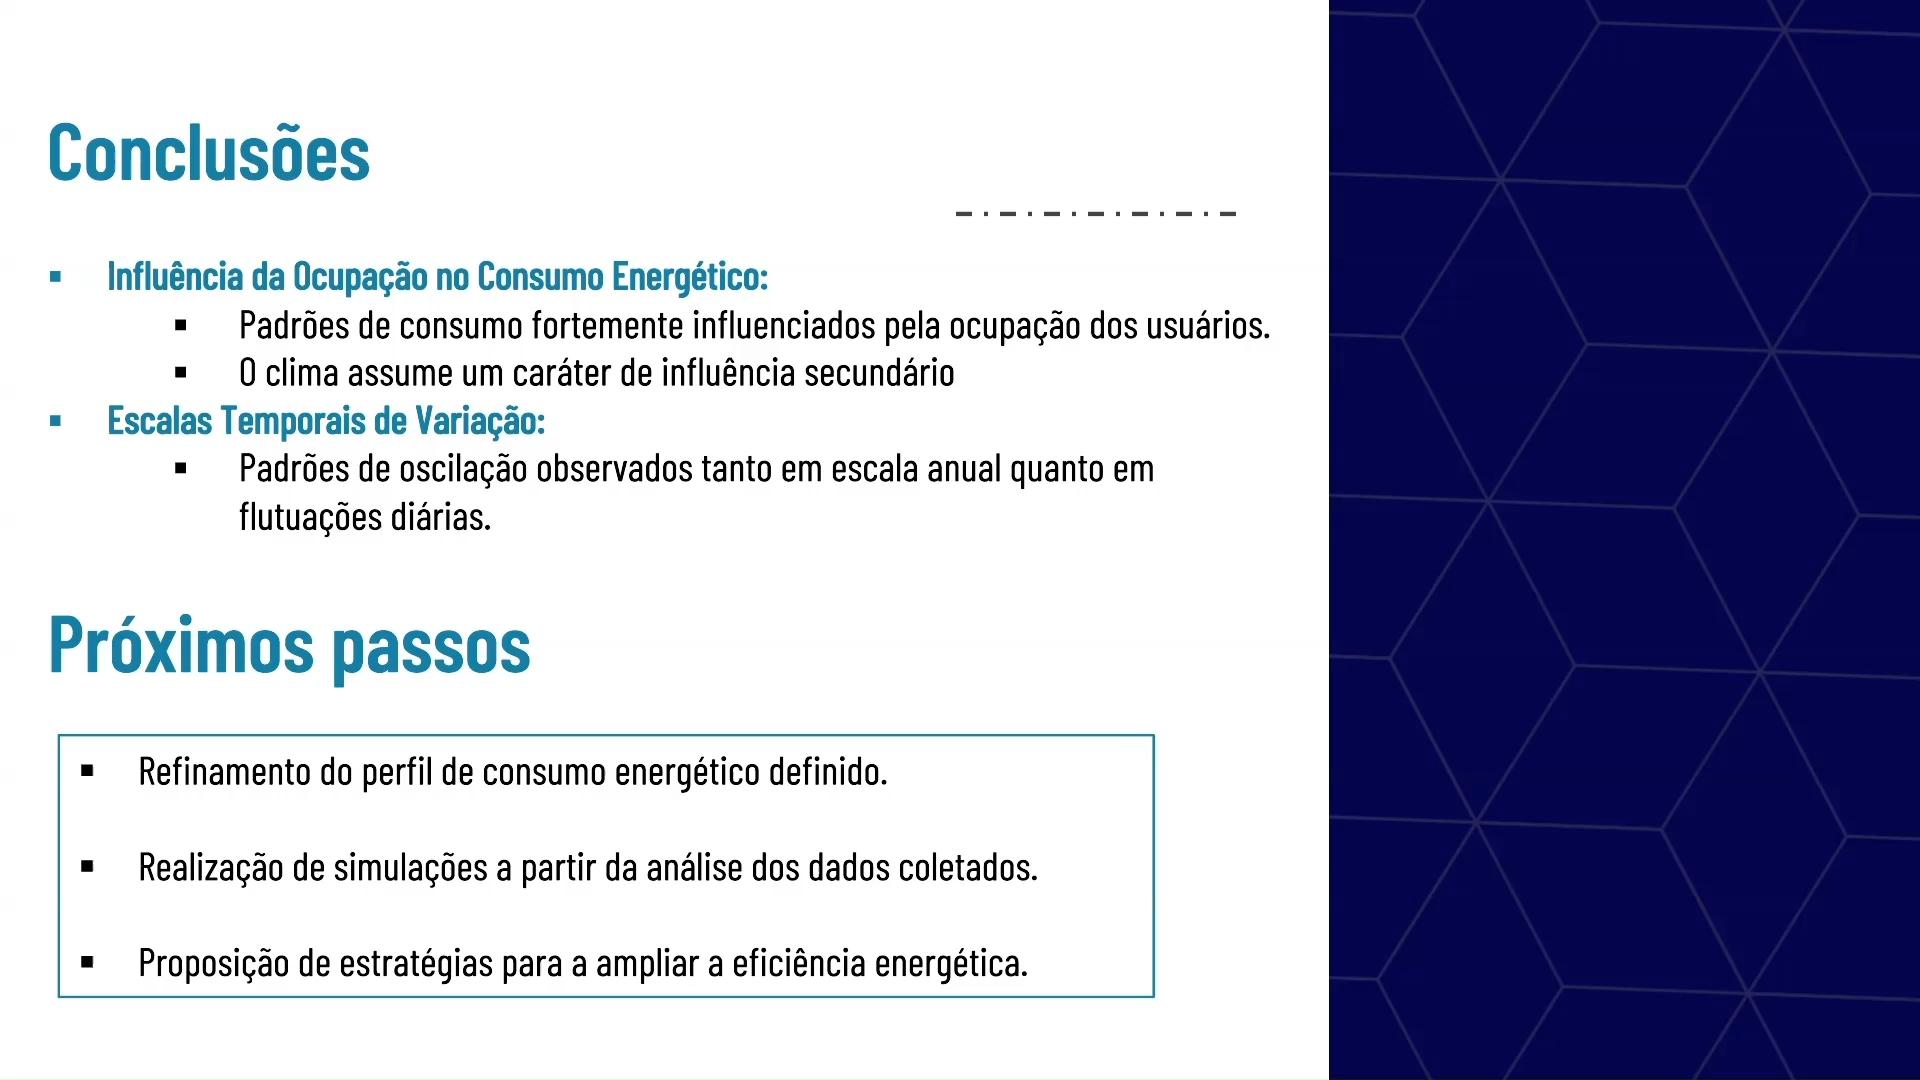 Conclusões
▪ Influência da Ocupação no Consumo Energético:
▪ Padrões de consumo fortemente influenciados pela ocupação dos usuários.
▪ O clima assume um caráter de influência secundário
▪ Escalas Temporais de Variação:
▪ Padrões de oscilação observados tanto em escala anual quanto em
flutuações diárias.
Próximos passos
▪ Refinamento do perfil de consumo energético definido.
▪ Realização de simulações a partir da análise dos dados coletados.
▪ Proposição de estratégias para a ampliar a eficiência energética.